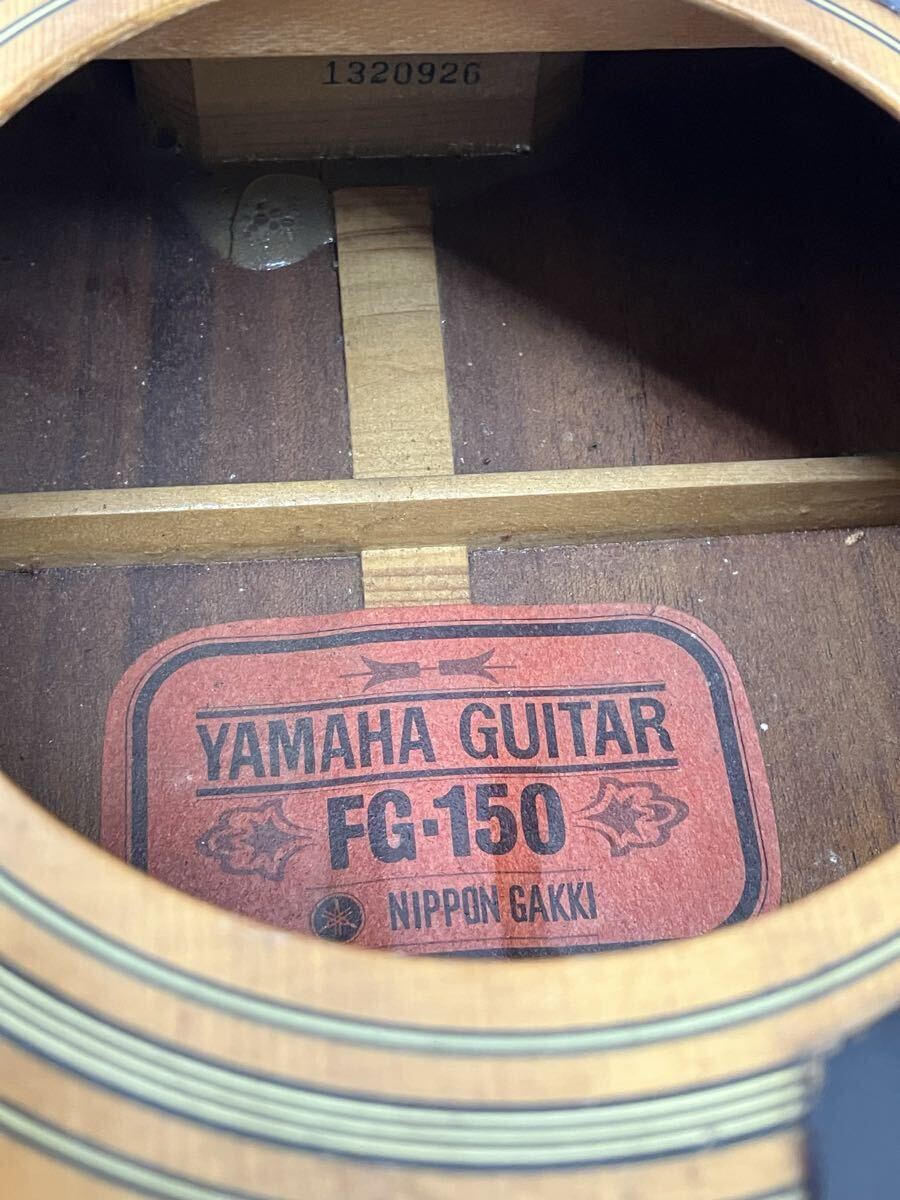 1320926
YAMAHA GUITAR
FG-150
NIPPON GAKKI